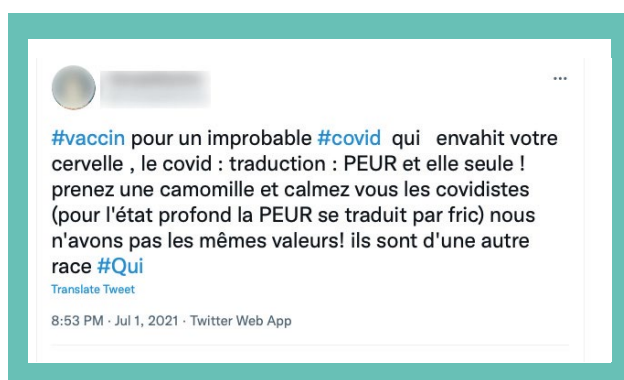 ...
#vaccin pour un improbable #covid qui envahit votre
cervelle , le covid : traduction : PEUR et elle seule !
prenez une camomille et calmez vous les covidistes
(pour l'état profond la PEUR se traduit par fric) nous
n'avons pas les mêmes valeurs! ils sont d'une autre
race #Qui
Translate Tweet
8:53 PM · Jul 1, 2021 · Twitter Web App